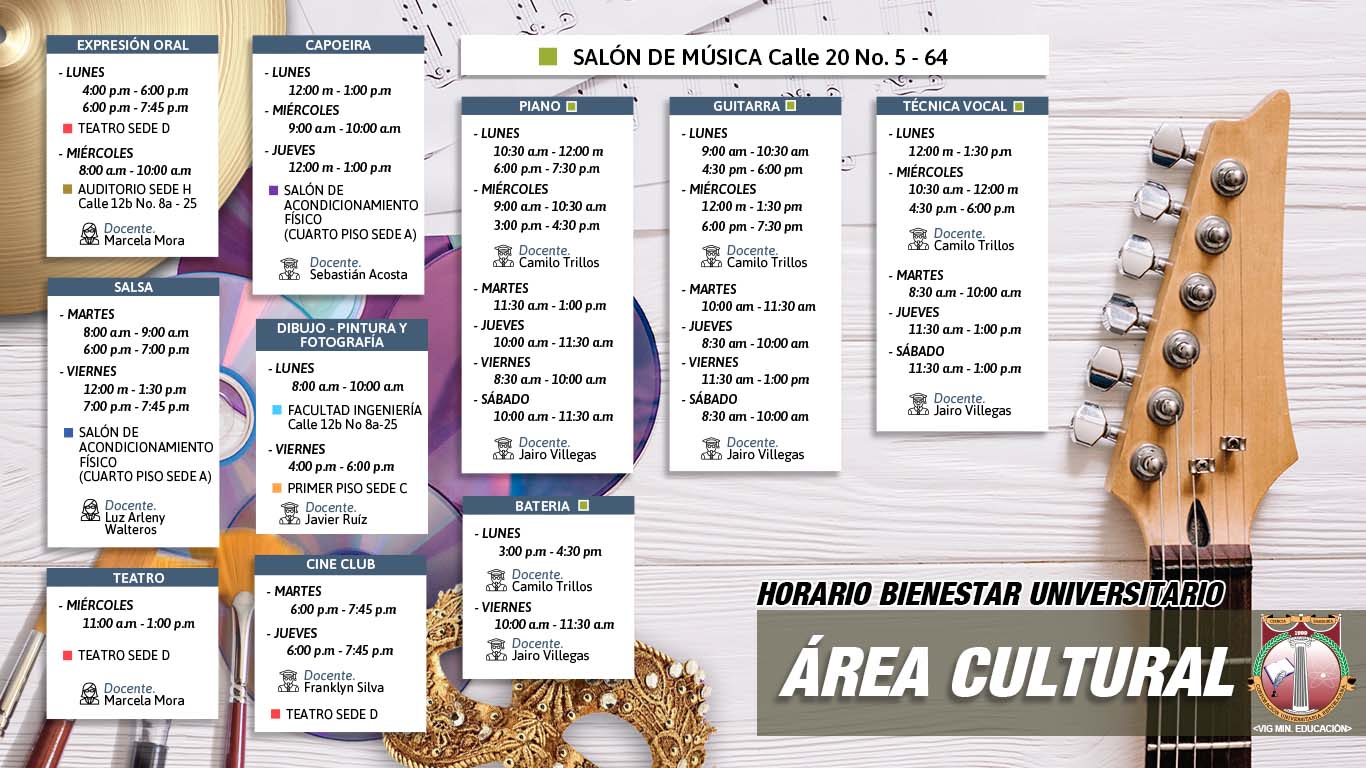 EXPRESIÓN ORAL
- LUNES
4:00 p.m - 6:00 p.m
6:00 p.m - 7:45 p.m
TEATRO SEDE D
- MIÉRCOLES
8:00 a.m - 10:00 a.m
AUDITORIO SEDE H
Calle 12b No. 8a - 25
Docente.
Marcela Mora
SALSA
- MARTES
8:00 a.m - 9:00 a.m
6:00 p.m - 7:00 p.m
- VIERNES
12:00 m - 1:30 p.m
7:00 p.m - 7:45 p.m
SALÓN DE
ACONDICIONAMIENTO
FÍSICO
(CUARTO PISO SEDE A)
Docente.
Luz Arleny
Walteros
TEATRO
- MIÉRCOLES
11:00 a.m - 1:00 p.m
TEATRO SEDE D
Docente.
Marcela Mora
CAPOEIRA
- LUNES
12:00 m - 1:00 p.m
- MIÉRCOLES
9:00 a.m - 10:00 a.m
- JUEVES
12:00 m - 1:00 p.m
SALÓN DE
ACONDICIONAMIENTO
FÍSICO
(CUARTO PISO SEDE A)
Docente.
Sebastián Acosta
DIBUJO - PINTURA Y
FOTOGRAFÍA
- LUNES
8:00 a.m - 10:00 a.m
FACULTAD INGENIERÍA
Calle 12b No 8a-25
- VIERNES
4:00 p.m - 6:00 p.m
PRIMER PISO SEDE C
Docente.
Javier Ruíz
CINE CLUB
- MARTES
6:00 p.m - 7:45 p.m
- JUEVES
6:00 p.m - 7:45 p.m
Docente.
Franklyn Silva
TEATRO SEDE D
SALÓN DE MÚSICA Calle 20 No. 5 - 64
PIANO
- LUNES
10:30 a.m - 12:00 m
6:00 p.m - 7:30 p.m
- MIÉRCOLES
9:00 a.m - 10:30 a.m
3:00 p.m - 4:30 p.m
Docente.
Camilo Trillos
- MARTES
11:30 a.m - 1:00 p.m
- JUEVES
10:00 a.m - 11:30 a.m
- VIERNES
8:30 a.m - 10:00 a.m
- SÁBADO
10:00 a.m - 11:30 a.m
Docente.
Jairo Villegas
BATERIA
- LUNES
3:00 p.m - 4:30 pm
Docente.
Camilo Trillos
- VIERNES
10:00 a.m - 11:30 a.m
Docente.
Jairo Villegas
GUITARRA
- LUNES
9:00 am - 10:30 am
4:30 pm - 6:00 pm
- MIÉRCOLES
12:00 m - 1:30 pm
6:00 pm - 7:30 pm
Docente.
Camilo Trillos
- MARTES
10:00 am - 11:30 am
- JUEVES
8:30 am - 10:00 am
- VIERNES
11:30 am - 1:00 pm
- SÁBADO
8:30 am - 10:00 am
Docente.
Jairo Villegas
TÉCNICA VOCAL
- LUNES
12:00 m - 1:30 p.m
- MIÉRCOLES
10:30 a.m - 12:00 m
4:30 p.m - 6:00 p.m
Docente.
Camilo Trillos
- MARTES
8:30 a.m - 10:00 a.m
- JUEVES
11:30 a.m - 1:00 p.m
- SÁBADO
11:30 a.m - 1:00 p.m
Docente.
Jairo Villegas
HORARIO BIENESTAR UNIVERSITARIO
ÁREA CULTURAL
1999
<VIG MIN. EDUCACIÓN>